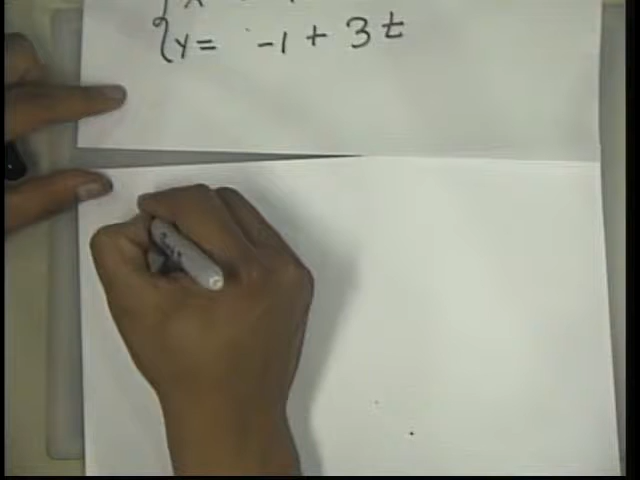 x
y = -1 + 3t